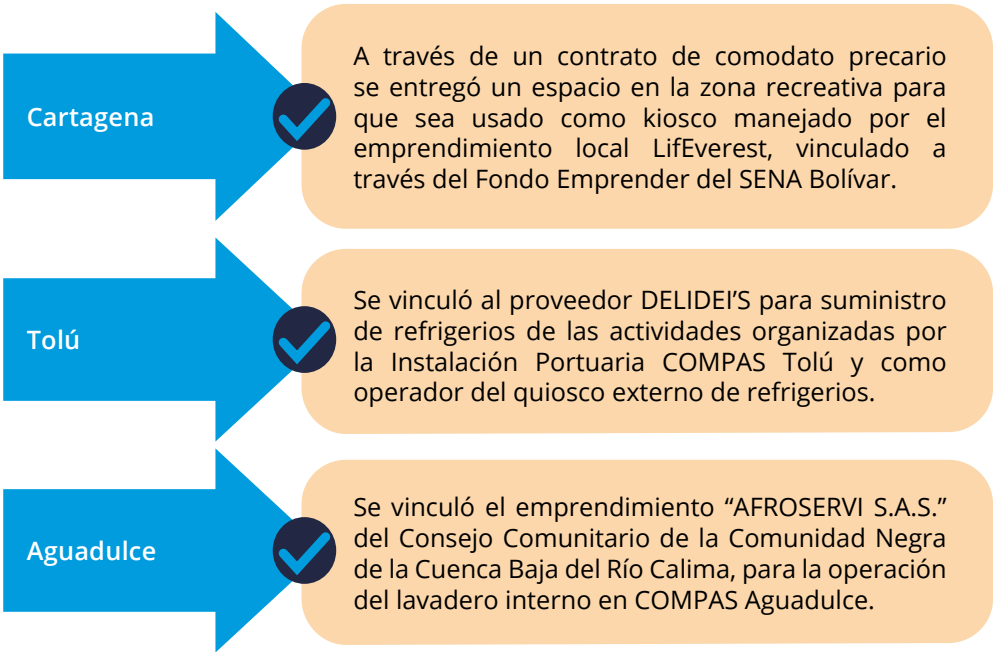 Cartagena
A través de un contrato de comodato precario
se entregó un espacio en la zona recreativa para
que sea usado como kiosco manejado por el
emprendimiento local LifEverest, vinculado a
través del Fondo Emprender del SENA Bolívar.
Tolú
Se vinculó al proveedor DELIDEI’S para suministro
de refrigerios de las actividades organizadas por
la Instalación Portuaria COMPAS Tolú y como
operador del quiosco externo de refrigerios.
Aguadulce
Se vinculó el emprendimiento “AFROSERVI S.A.S.”
del Consejo Comunitario de la Comunidad Negra
de la Cuenca Baja del Río Calima, para la operación
del lavadero interno en COMPAS Aguadulce.